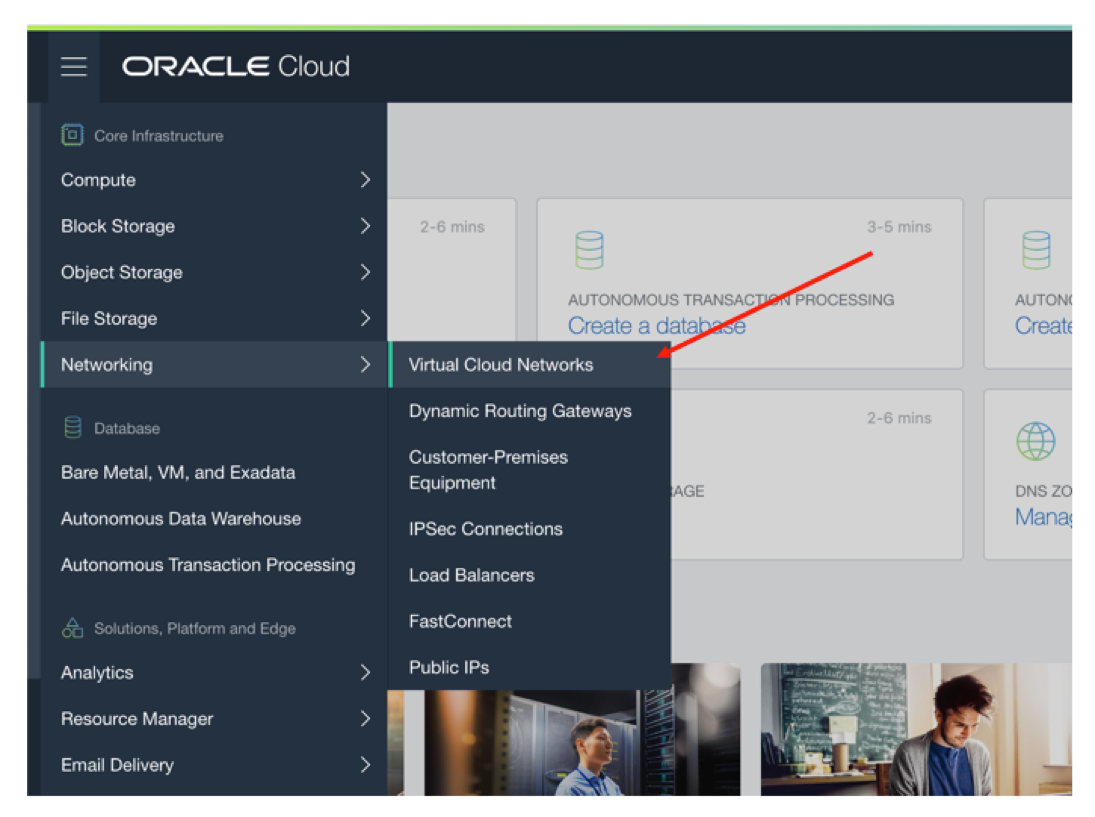 ORACLE Cloud
Core Infrastructure
Compute
Block Storage
Object Storage
File Storage
Networking
Database
Bare Metal, VM, and Exadata
Autonomous Data Warehouse
Autonomous Transaction Processing
Solutions, Platform and Edge
Analytics
Resource Manager
Email Delivery
Virtual Cloud Networks
Dynamic Routing Gateways
Customer-Premises
Equipment
IPSec Connections
Load Balancers
FastConnect
Public IPs
2-6 mins
3-5 mins
AUTONOMOUS TRANSACTION PROCESSING
Create a database
AUTON
Create
2-6 mins
AGE
DNS ZO
Mana